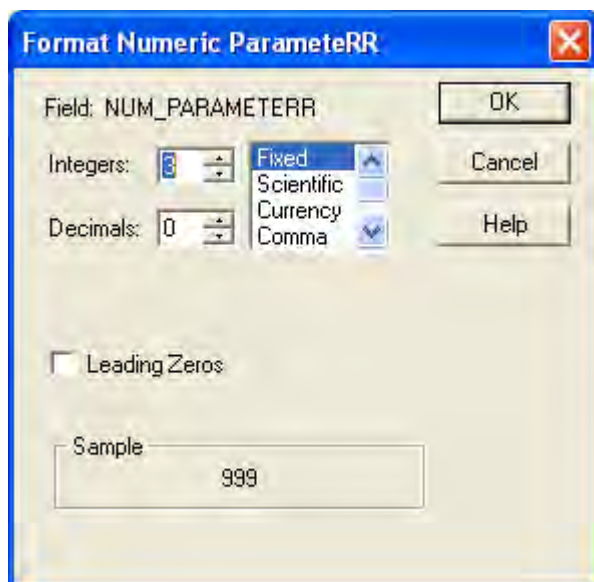 Format Numeric ParameteRR
Field: NUM_PARAMETERR
OK
Integers: 3
Fixed
Scientific
Currency
Comma
Cancel
Decimals: 0
Help
Leading Zeros
Sample
999